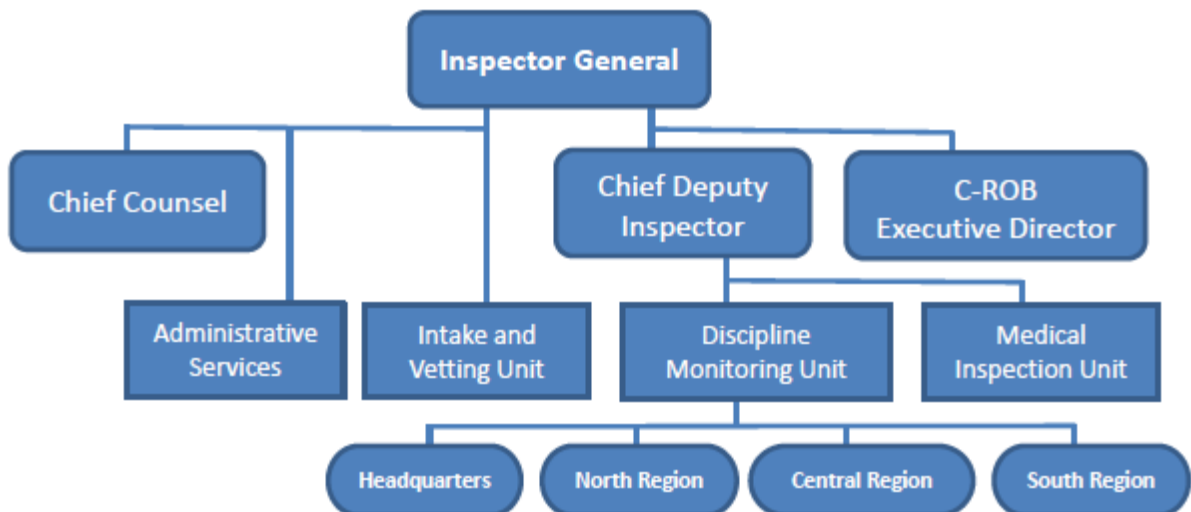 Inspector General
Chief Counsel
Chief Deputy
Inspector
C-ROB
Executive Director
Administrative
Services
Intake and
Vetting Unit
Discipline
Monitoring Unit
Medical
Inspection Unit
Headquarters
North Region
Central Region
South Region